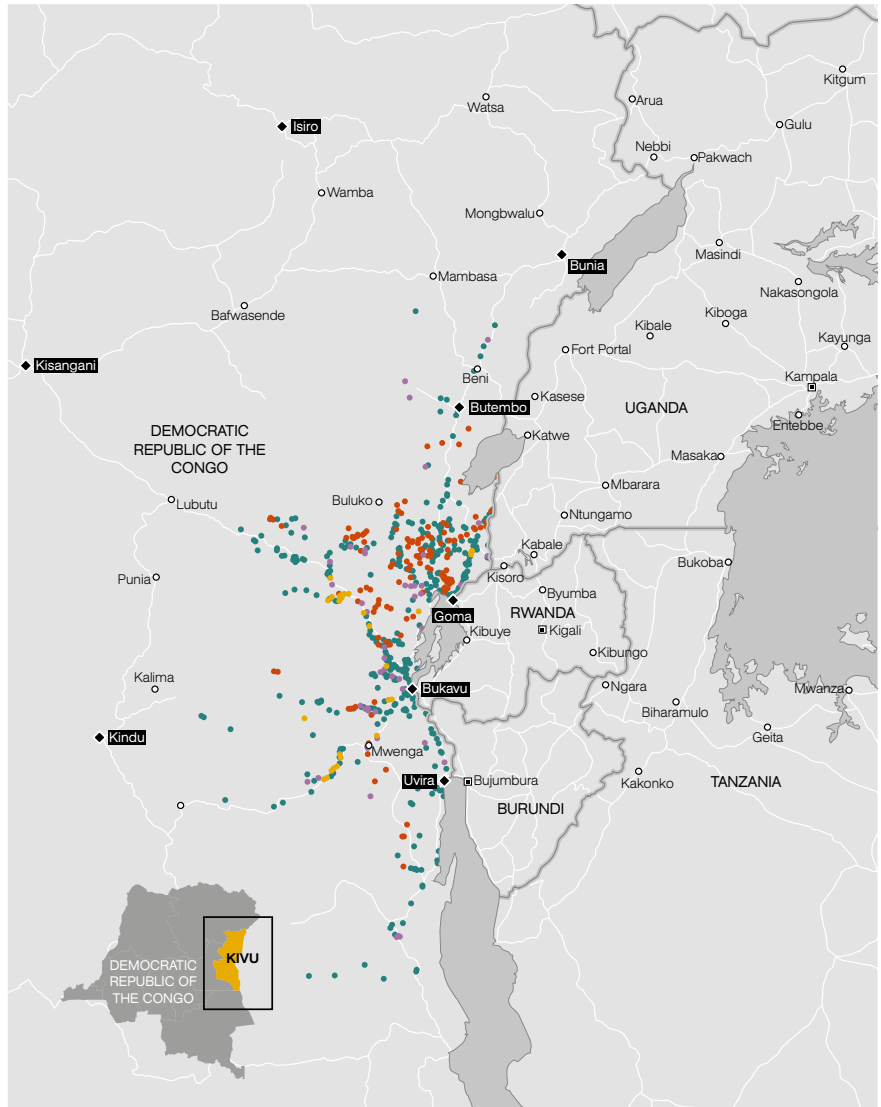 Kitgum
Arua
Watsa
Gulu
Isiro
Nebbi
Pakwach
Wamba
Mongbwalu
Masindi
Bunia
Mambasa
Nakasongola
Bafwasende
Kiboga
Kibale
Kayunga
Fort Portal
Kisangani
Beni
Kampala
Kasese
Butembo
UGANDA
Entebbe
DEMOCRATIC
REPUBLIC OF THE
CONGO
Katwe
Masaka
Mbarara
Buluko
Lubutu
Ntungamo
Kabale
Bukoba
Kisoro
Punia
Byumba
Goma
RWANDA
Kigali
Kibuye
Kibungo
Kalima
Ngara
Bukavu
Mwanza
Biharamulo
Kindu
Geita
Mwenga
Uvira
Bujumbura
Kakonko
TANZANIA
BURUNDI
KIVU
DEMOCRATIC
REPUBLIC OF
THE CONGO